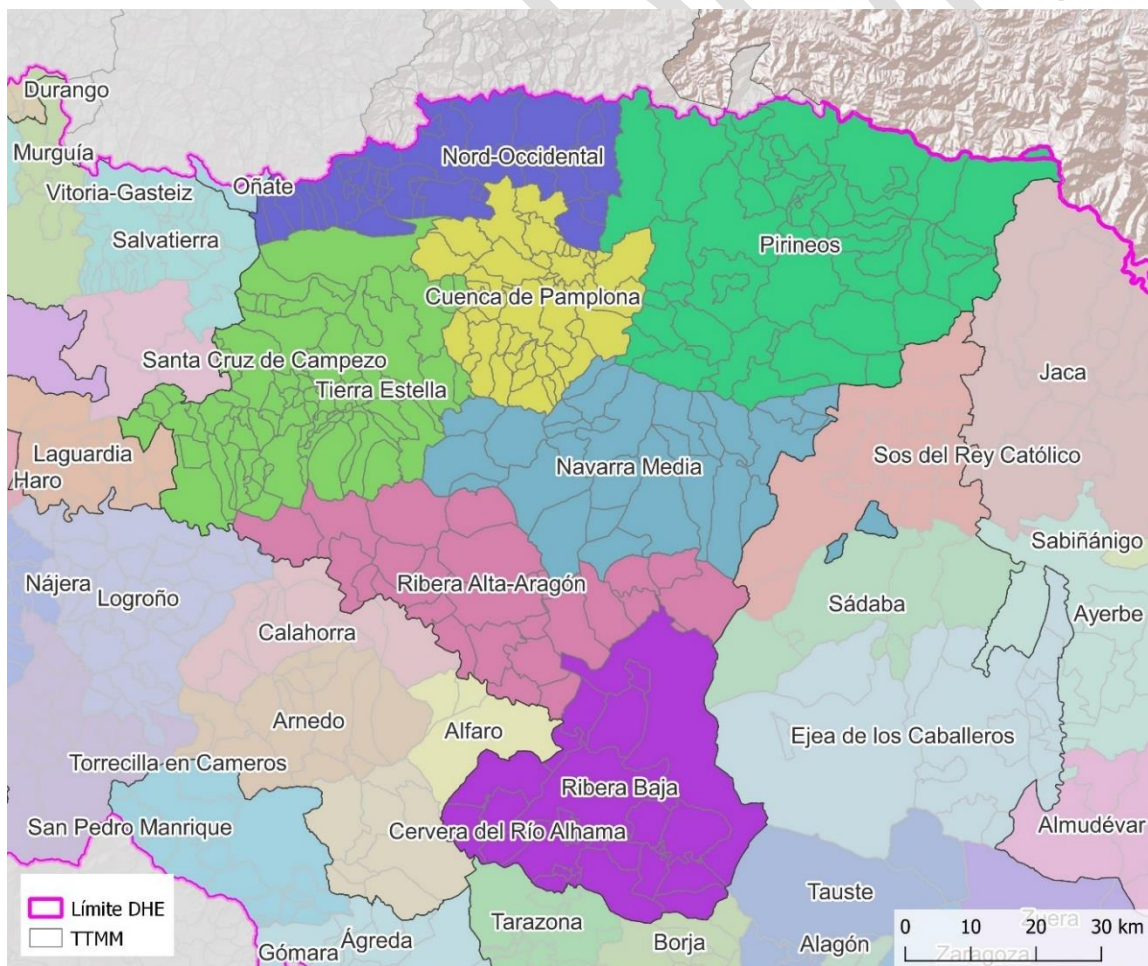 Durango
Murguía
Nord-Occidental
Oñate
Vitoria-Gasteiz
Salvatierra
Pirineos
Cuenca de Pamplona
Santa Cruz de Campezo
Jaca
Tierra Estella
Laguardia
Sos del Rey Católico
Navarra Media
Haro
Sabiñánigo
Nájera
Ribera Alta-Aragón
Logroño
Sádaba
Ayerbe
Calahorra
Arnedo
Alfaro
Ejea de los Caballeros
Torrecilla en Cameros
Ribera Baja
San Pedro Manrique
Cervera del Río Alhama
Almudévar
Tauste
Límite DHE
TTMM
Tarazona
Zuera
Gómara
Ágreda
Borja
Alagón
Zaragoza
0 10 20 30 km